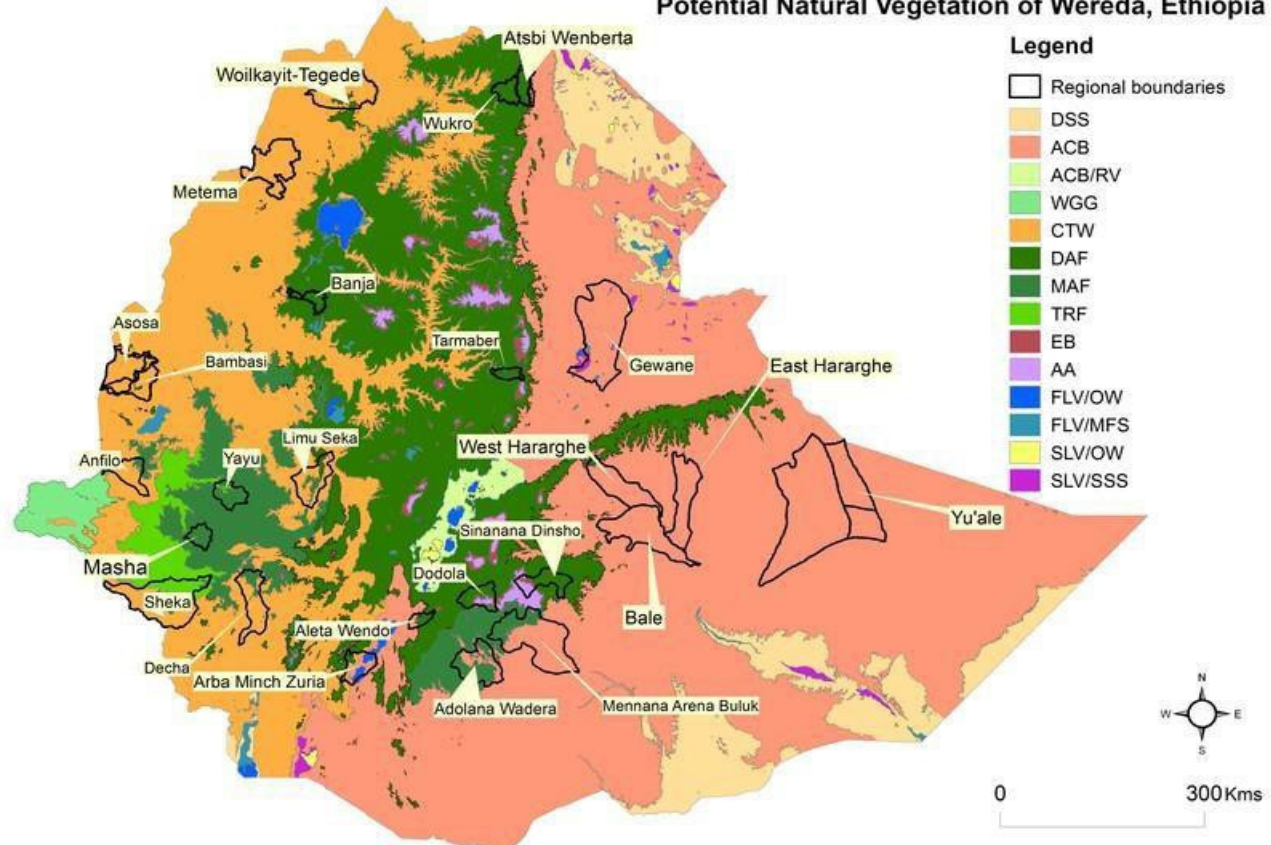 Potential Natural Vegetation of Wereda, Ethiopia
Atsbi Wenberta
Legend
Woilkayit-Tegede
Regional boundaries
DSS
Wukro
ACB
ACB/RV
Metema
WGG
CTW
DAF
Banja
MAF
Asosa
TRF
Tarmaber
EB
Bambasi
Gewane
East Hararghe
AA
FLV/OW
FLV/MFS
Limu Seka
West Hararghe
SLV/OW
Anfilo
Yayu
SLV/SSS
Yu'ale
Sinanana Dinsho
Masha
Dodola
Sheka
Bale
Aleta Wendo
Decha
Arba Minch Zuria
Adolana Wadera
Mennana Arena Buluk
N
W
E
S
0
300Kms